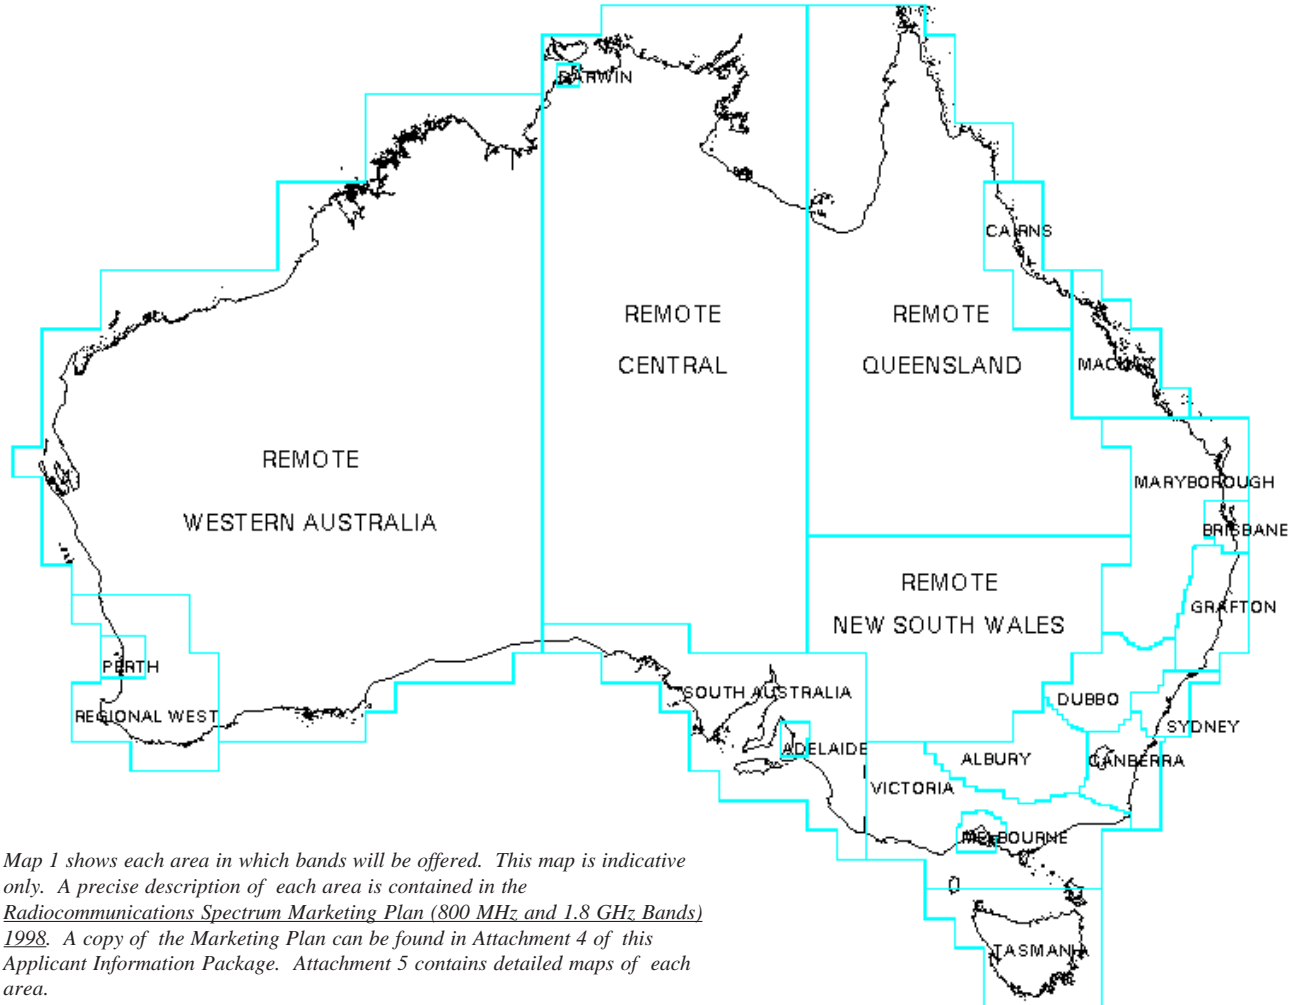 DARWIN
CAIRNS
REMOTE
CENTRAL
REMOTE
QUEENSLAND
MACKAY
REMOTE
WESTERN AUSTRALIA
MARYBOROUGH
BRISBANE
REMOTE
NEW SOUTH WALES
GRAFTON
PERTH
REGIONAL WEST
SOUTH AUSTRALIA
DUBBO
SYDNEY
ADELAIDE
ALBURY
CANBERRA
VICTORIA
MELBOURNE
TASMANIA
Map 1 shows each area in which bands will be offered. This map is indicative
only. A precise description of each area is contained in the
Radiocommunications Spectrum Marketing Plan (800 MHz and 1.8 GHz Bands)
1998. A copy of the Marketing Plan can be found in Attachment 4 of this
Applicant Information Package. Attachment 5 contains detailed maps of each
area.